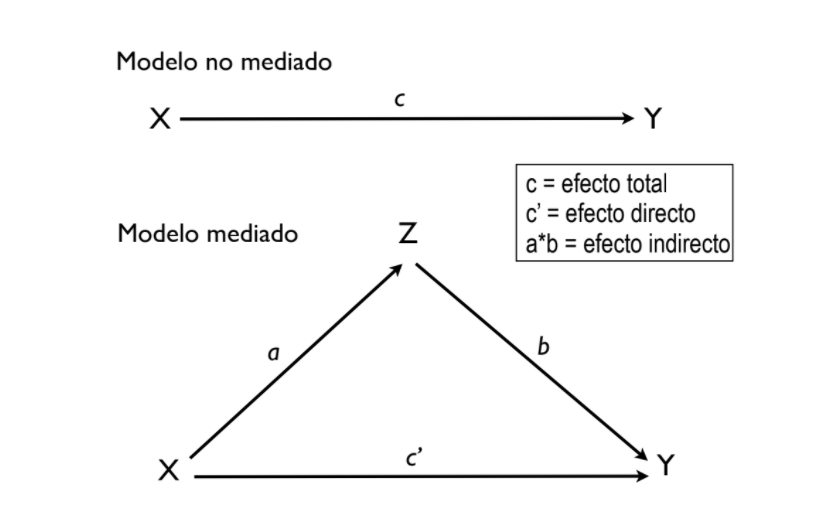 Modelo no mediado
c
X
Y
c = efecto total
c’ = efecto directo
a*b = efecto indirecto
Modelo mediado
Z
a
b
X
c’
Y